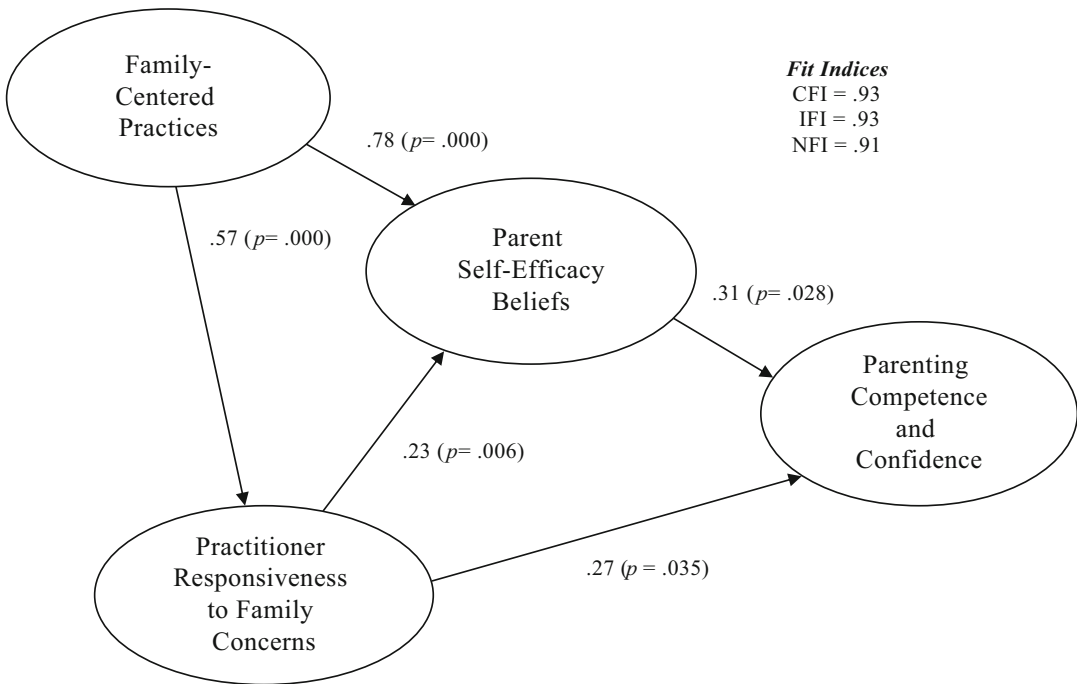 Family-
Centered
Practices
Fit Indices
CFI = .93
IFI = .93
NFI = .91
.78 (p= .000)
.57 (p= .000)
Parent
Self-Efficacy
Beliefs
.31 (p= .028)
Parenting
Competence
and
Confidence
.23 (p= .006)
Practitioner
Responsiveness
to Family
Concerns
.27 (p = .035)